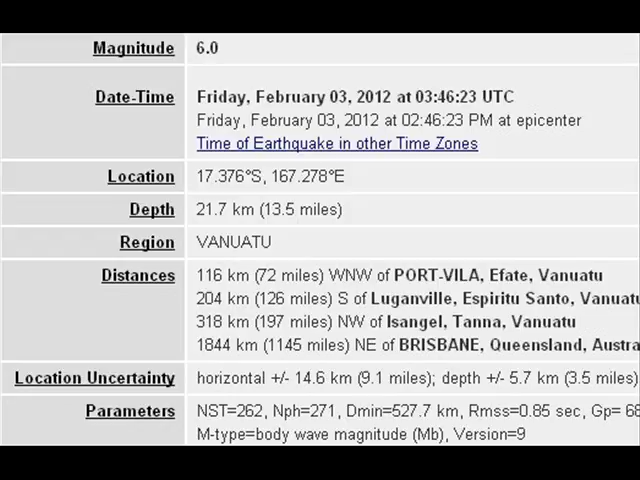 Magnitude 6.0
Date-Time Friday, February 03, 2012 at 03:46:23 UTC
Friday, February 03, 2012 at 02:46:23 PM at epicenter
Time of Earthquake in other Time Zones
Location 17.376°S, 167.278°E
Depth 21.7 km (13.5 miles)
Region VANUATU
Distances 116 km (72 miles) WNW of PORT-VILA, Efate, Vanuatu
204 km (126 miles) S of Luganville, Espiritu Santo, Vanuatu
318 km (197 miles) NW of Isangel, Tanna, Vanuatu
1844 km (1145 miles) NE of BRISBANE, Queensland, Austra
Location Uncertainty horizontal +/- 14.6 km (9.1 miles); depth +/- 5.7 km (3.5 miles)
Parameters NST=262, Nph=271, Dmin=527.7 km, Rmss=0.85 sec, Gp= 68
M-type=body wave magnitude (Mb), Version=9